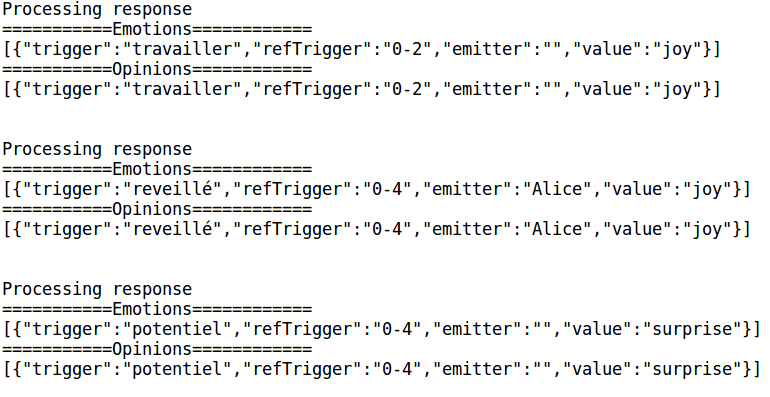 Processing response
===========Emotions============
[{"trigger":"travailler","refTrigger":"0-2","emitter":"","value":"joy"}]
===========Opinions============
[{"trigger":"travailler","refTrigger":"0-2","emitter":"","value":"joy"}]
Processing response
===========Emotions============
[{"trigger":"reveillé","refTrigger":"0-4","emitter":"Alice","value":"joy"}]
===========Opinions============
[{"trigger":"reveillé","refTrigger":"0-4","emitter":"Alice","value":"joy"}]
Processing response
===========Emotions============
[{"trigger":"potentiel","refTrigger":"0-4","emitter":"","value":"surprise"}]
===========Opinions============
[{"trigger":"potentiel","refTrigger":"0-4","emitter":"","value":"surprise"}]